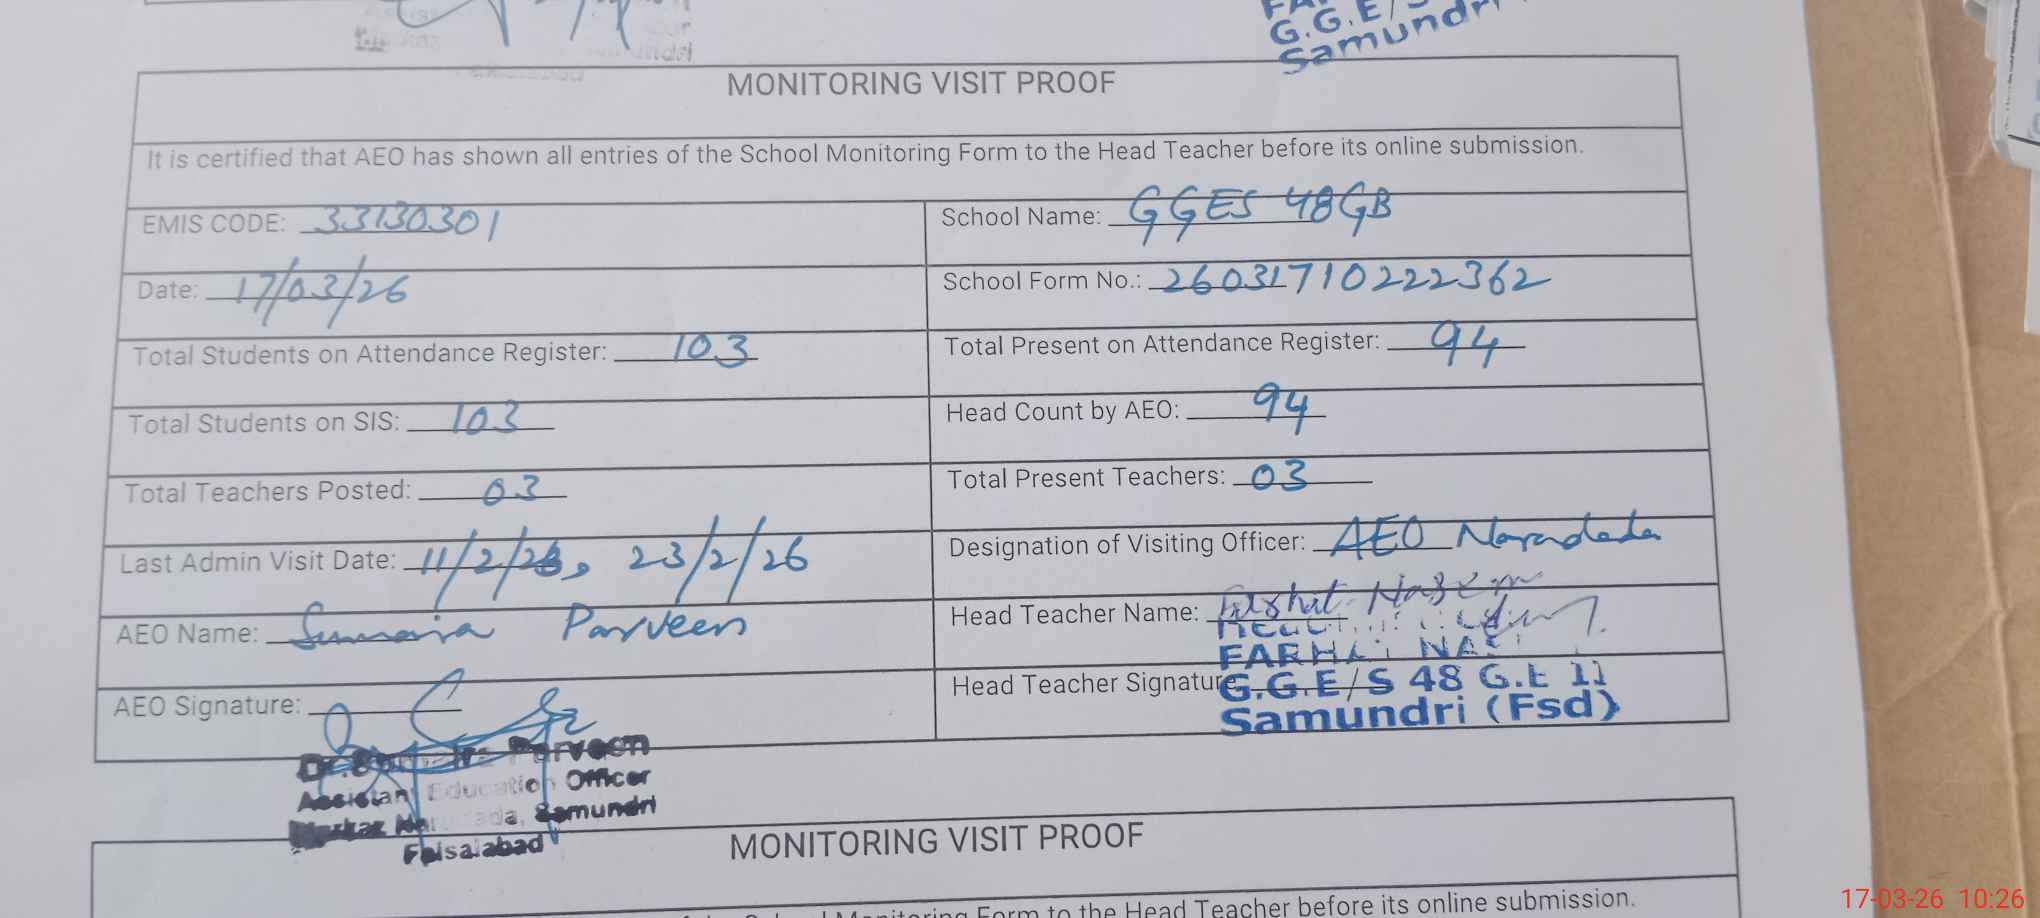 G.G.E/S
Samundri
MONITORING VISIT PROOF
It is certified that AEO has shown all entries of the School Monitoring Form to the Head Teacher before its online submission.
EMIS CODE: 33130301
School Name: GGES 48GB
Date: 17/03/26
School Form No.: 260317710222362
Total Students on Attendance Register: 103
Total Present on Attendance Register: 94
Total Students on SIS: 103
Head Count by AEO: 94
Total Teachers Posted: 03
Total Present Teachers: 03
Last Admin Visit Date: 11/2/26, 23/2/26
Designation of Visiting Officer: AEO Naradada
AEO Name: Sumaira Parveen
Head Teacher Name: Farhat
AEO Signature:
Head Teacher Signature
G.G.E/S 48 G.
Samundri (Fsd)
Parveen
Assistant Education Officer
Samundri
Faisalabad
MONITORING VISIT PROOF
Monitoring Form to the Head Teacher before its online submission.
17-03-26 10:26